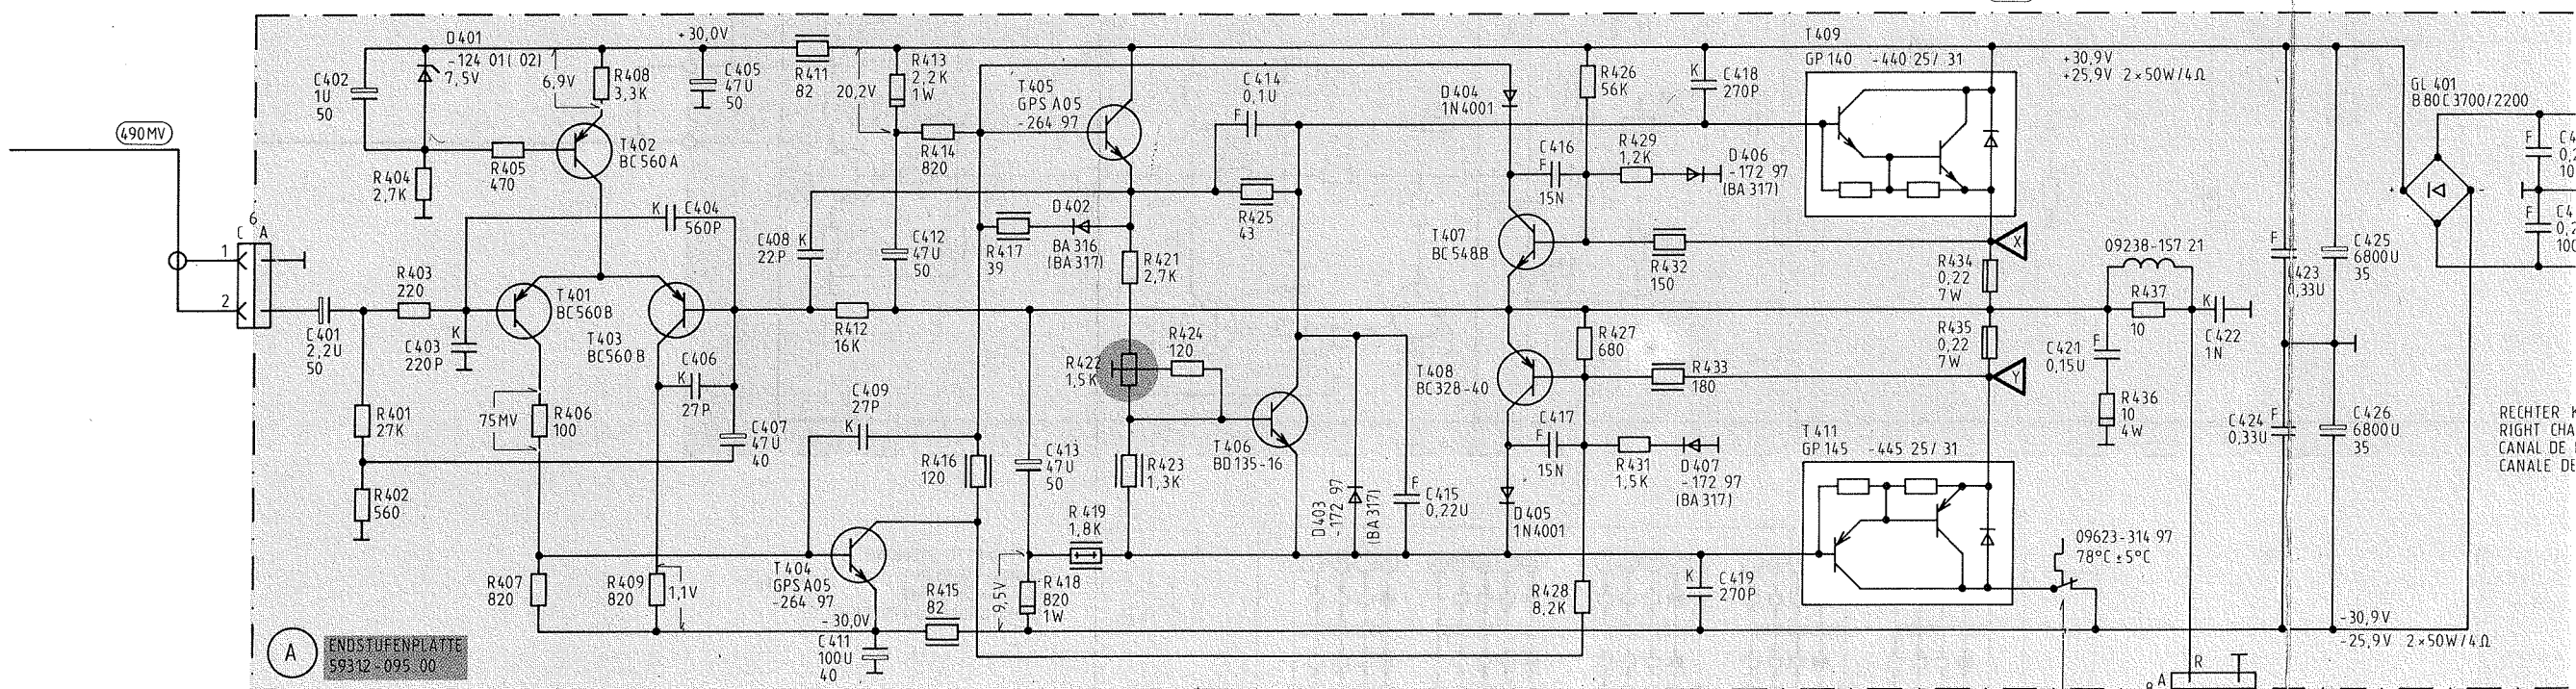 490MV
6
C A
1
2
C401
2,2U
50
C402
1U
50
D401
-124 01(02)
7,5V
6,9V
R408
3,3K
+30,0V
C405
47U
50
R411
82
20,2V
R413
2,2K
1W
T402
BC560A
R404
2,7K
R405
470
R414
820
T405
GPS A05
-264 97
C414
0,1U
F
D404
1N4001
R426
56K
K
C418
270P
T409
GP 140 -440 25/ 31
+30,9V
+25,9V 2×50W/4Ω
GL 401
B80C3700/2200
K
C404
560P
C408
22P
K
C412
47U
50
R417
39
D402
BA 316
(BA317)
R421
2,7K
R425
43
C416
F
15N
R429
1,2K
D406
-172 97
(BA 317)
T407
BC 548B
R432
150
X
R434
0,22
7W
09238-157 21
R437
10
K
C422
1N
F
C423
0,33U
C425
6800U
35
+
-
F
F
R403
220
T401
BC560B
T403
BC560B
K
C403
220P
R412
16K
C406
K
27P
R422
1,5K
R424
120
R427
680
R435
0,22
7W
T408
BC328-40
R433
180
Y
C421
F
0,15U
R436
10
4W
R401
27K
75MV
R406
100
C407
47U
40
C409
27P
K
T406
BD135-16
C417
F
15N
R431
1,5K
D407
-172 97
(BA 317)
T411
GP 145 -445 25/ 31
C424
F
0,33U
C426
6800U
35
RECHTER K
RIGHT CHA
CANAL DE
CANALE DE
R402
560
R416
120
C413
47U
50
R423
1,3K
D403
-172 97
(BA317)
F
C415
0,22U
D405
1N4001
R419
1,8K
T404
GPS A05
-264 97
09623-314 97
78°C ±5°C
R407
820
R409
820
1,1V
R415
82
9,5V
R418
820
1W
R428
8,2K
K
C419
270P
-30,0V
C411
100U
40
-30,9V
-25,9V 2×50W/4Ω
A
ENDSTUFENPLATTE
59312-095 00
R
8 A